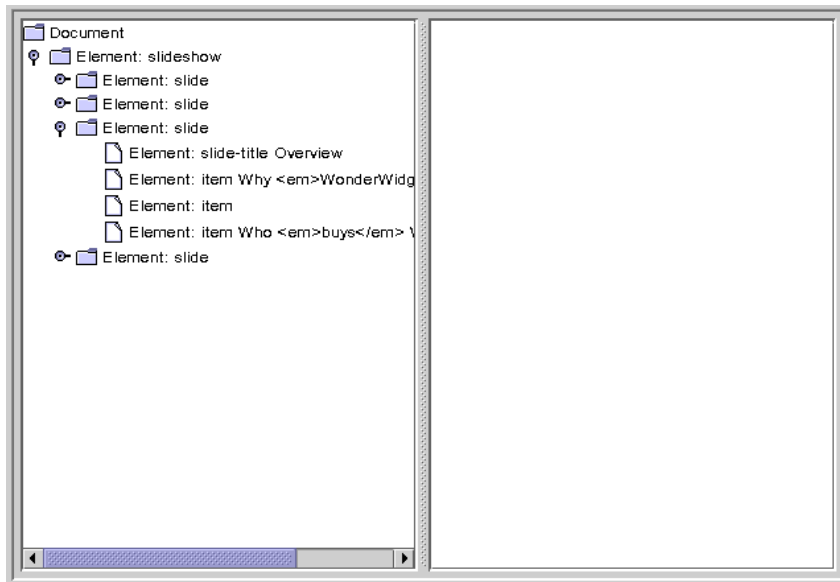 Document
Element: slideshow
Element: slide
Element: slide
Element: slide
Element: slide-title Overview
Element: item Why <em>WonderWidg
Element: item
Element: item Who <em>buys</em>
Element: slide